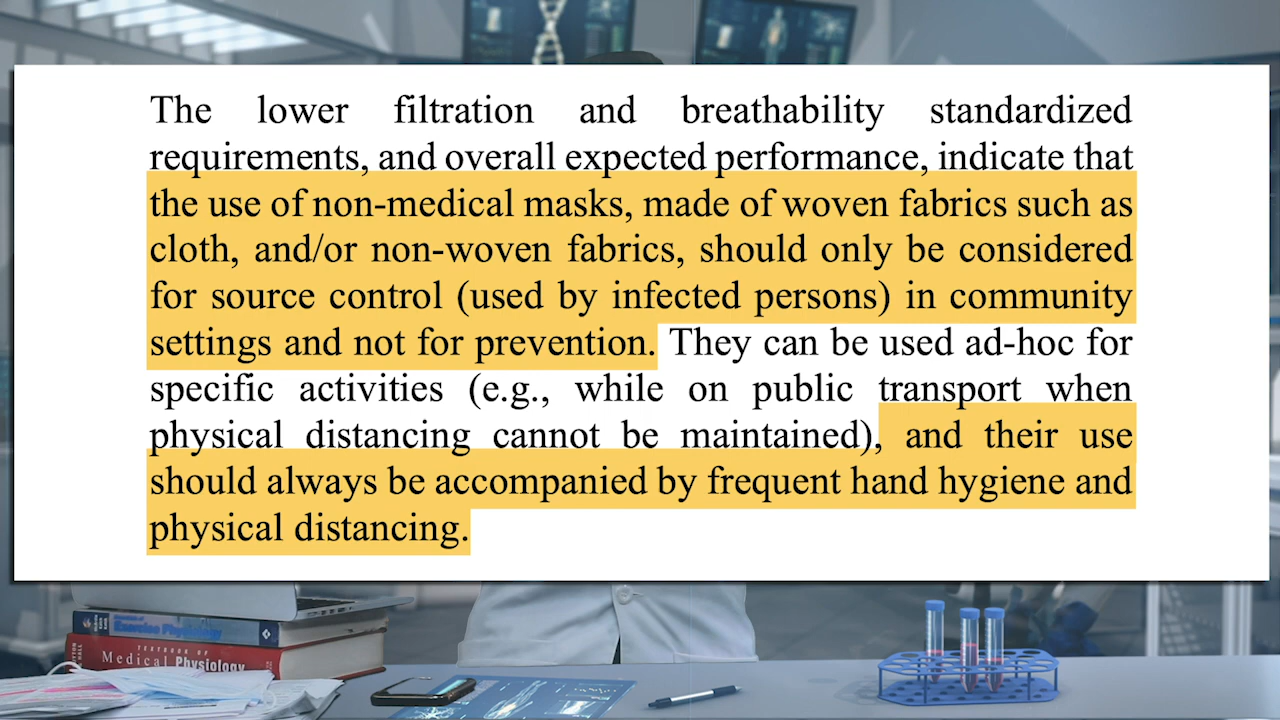 The lower filtration and breathability standardized
requirements, and overall expected performance, indicate that
the use of non-medical masks, made of woven fabrics such as
cloth, and/or non-woven fabrics, should only be considered
for source control (used by infected persons) in community
settings and not for prevention. They can be used ad-hoc for
specific activities (e.g., while on public transport when
physical distancing cannot be maintained), and their use
should always be accompanied by frequent hand hygiene and
physical distancing.
Exercise Physiology
TEXTBOOK OF
Medical Physiology